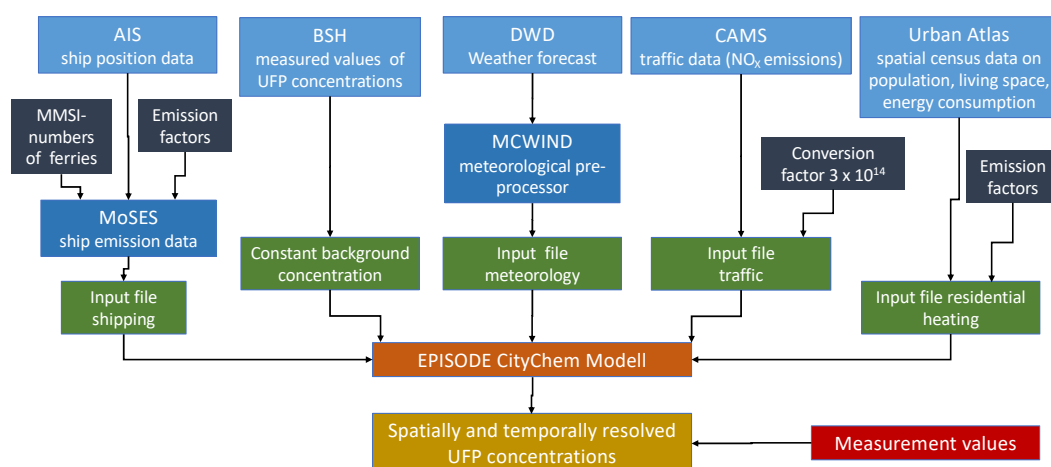 AIS
ship position data
BSH
measured values of
UFP concentrations
DWD
Weather forecast
CAMS
traffic data (NOₓ emissions)
Urban Atlas
spatial census data on
population, living space,
energy consumption
MMSI-
numbers
of ferries
Emission
factors
MCWIND
meteorological pre-
processor
Conversion
factor 3 x 10¹⁴
Emission
factors
MoSES
ship emission data
Constant background
concentration
Input file
meteorology
Input file
traffic
Input file
shipping
Input file residential
heating
EPISODE CityChem Modell
Spatially and temporally resolved
UFP concentrations
Measurement values